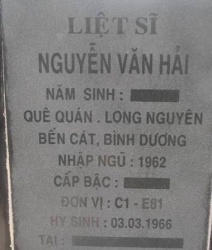 LIỆT SĨ
NGUYỄN VĂN HẢI
NĂM SINH :
QUÊ QUÁN . LONG NGUYÊN
BẾN CÁT, BÌNH DƯƠNG
NHẬP NGŨ : 1962
CẤP BẬC :
ĐƠN VỊ : C1 - E81
HY SINH : 03.03.1966
TẠI :